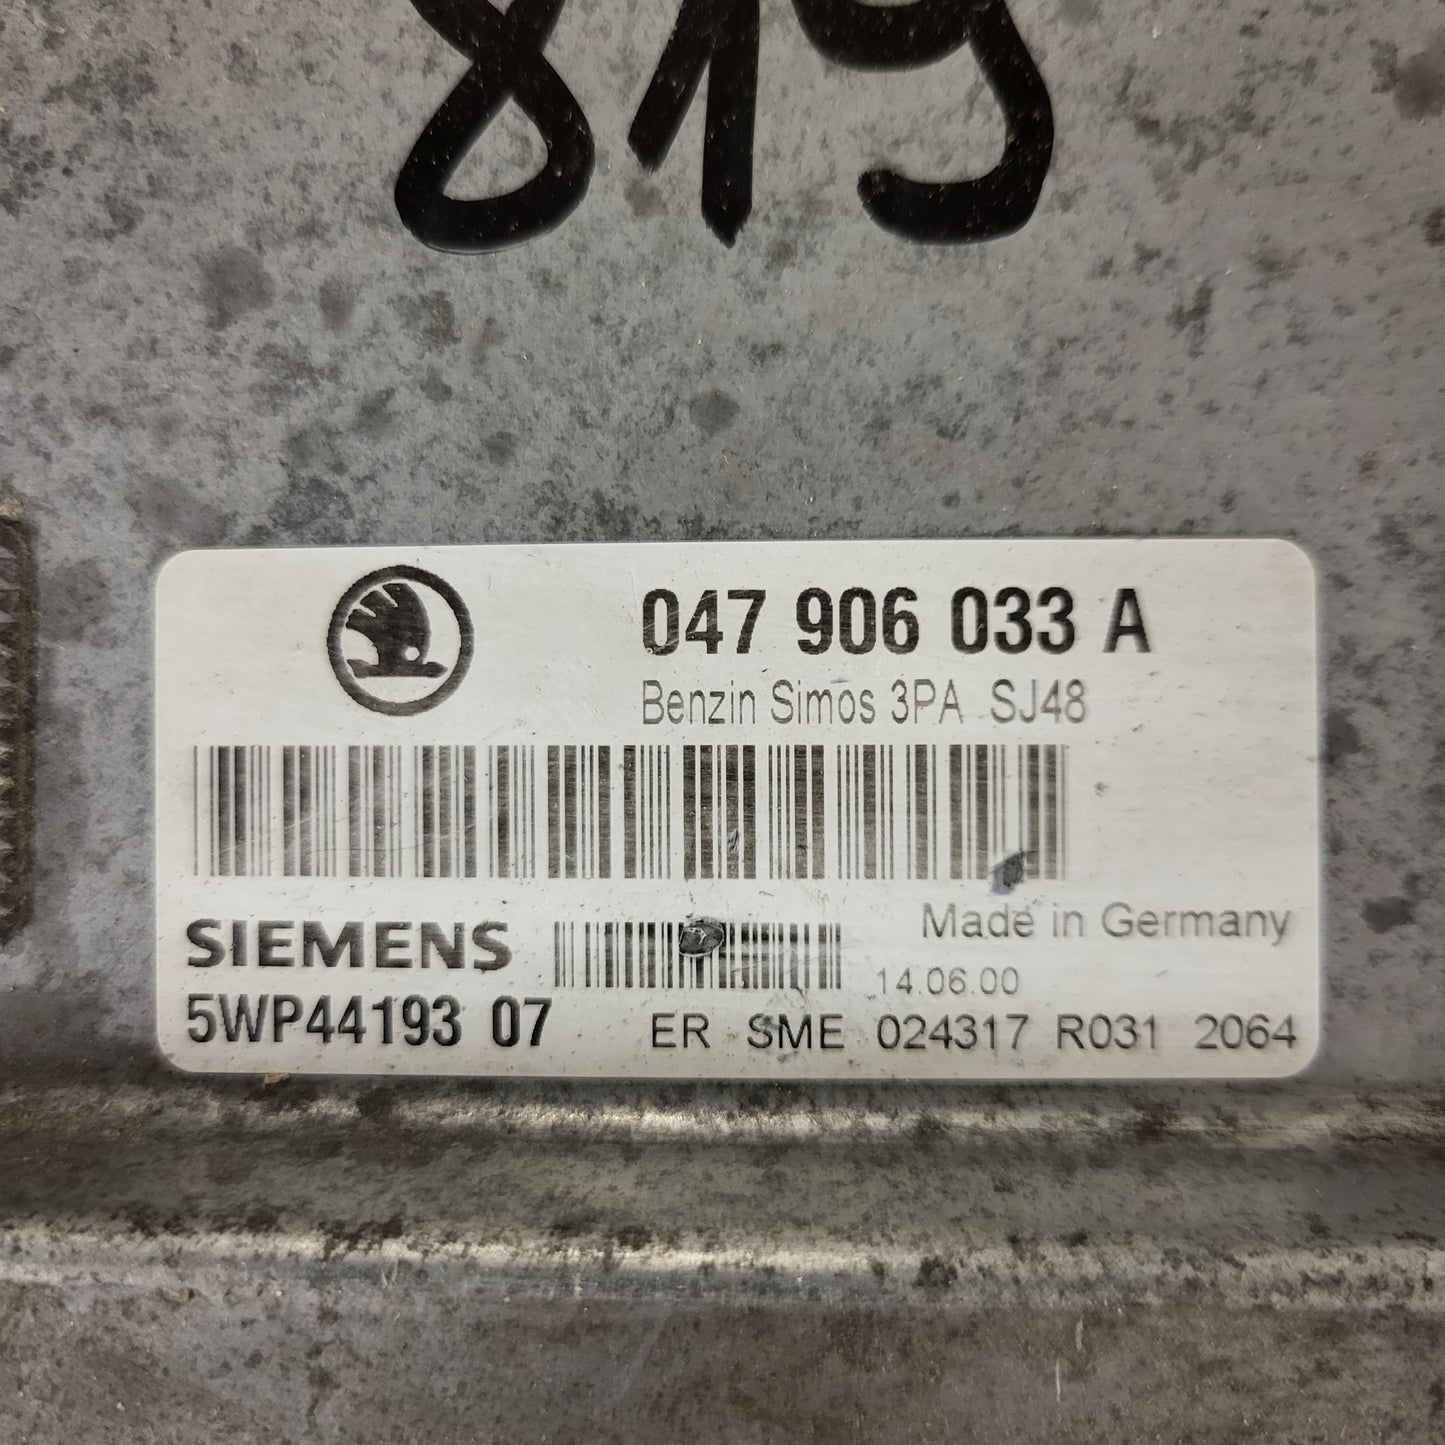 819
047 906 033 A
Benzin Simos 3PA SJ48
Made in Germany
SIEMENS
14.06.00
5WP44193 07
ER SME 024317 R031 2064